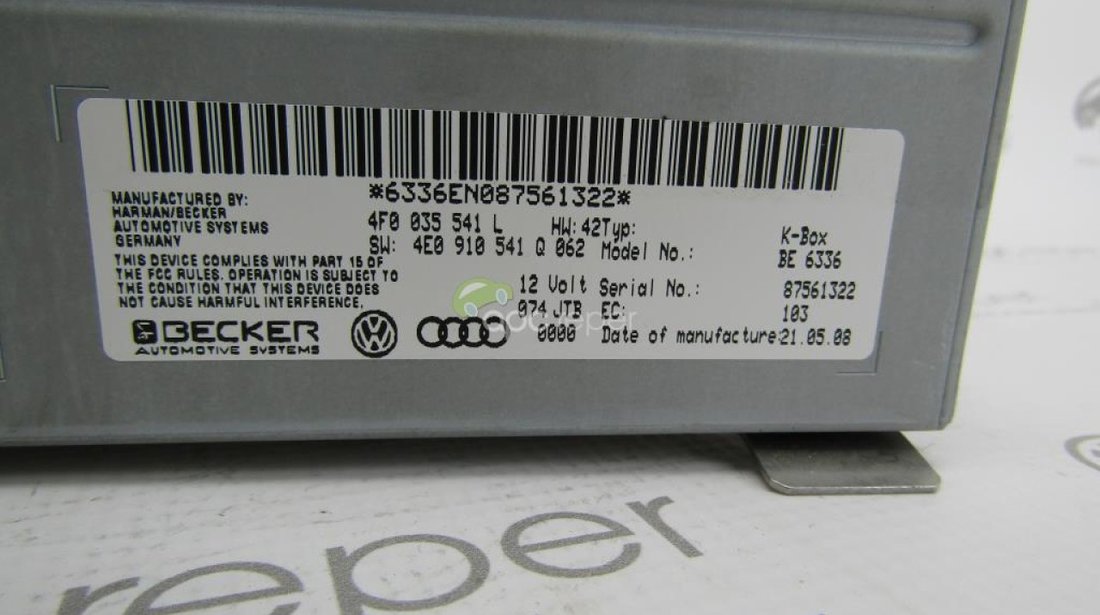 *6336EN087561322*
MANUFACTURED BY:
HARMAN/BECKER
AUTOMOTIVE SYSTEMS
GERMANY
THIS DEVICE COMPLIES WITH PART 15 OF
THE FCC RULES. OPERATION IS SUBJECT TO
THE CONDITION THAT THIS DEVICE DOES
NOT CAUSE HARMFUL INTERFERENCE.
BECKER
AUTOMOTIVE SYSTEMS
4F0 035 541 L HW: 42 Typ: K-Box
SW: 4E0 910 541 Q 062 Model No.: BE 6336
12 Volt Serial No.: 87561322
074 JTB EC: 103
0000 Date of manufacture: 21.05.08
reper